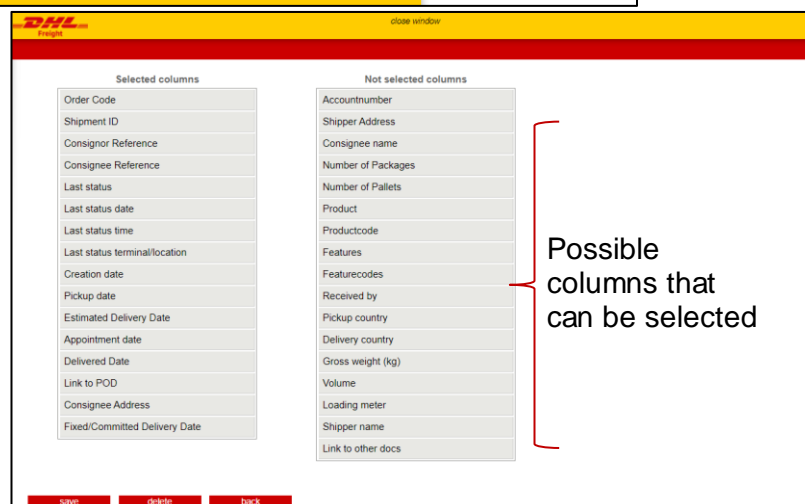 DHL
Freight
close window
Selected columns
Order Code
Shipment ID
Consignor Reference
Consignee Reference
Last status
Last status date
Last status time
Last status terminal/location
Creation date
Pickup date
Estimated Delivery Date
Appointment date
Delivered Date
Link to POD
Consignee Address
Fixed/Committed Delivery Date
Not selected columns
Accountnumber
Shipper Address
Consignee name
Number of Packages
Number of Pallets
Product
Productcode
Features
Featurecodes
Received by
Pickup country
Delivery country
Gross weight (kg)
Volume
Loading meter
Shipper name
Link to other docs
Possible
columns that
can be selected
save delete back